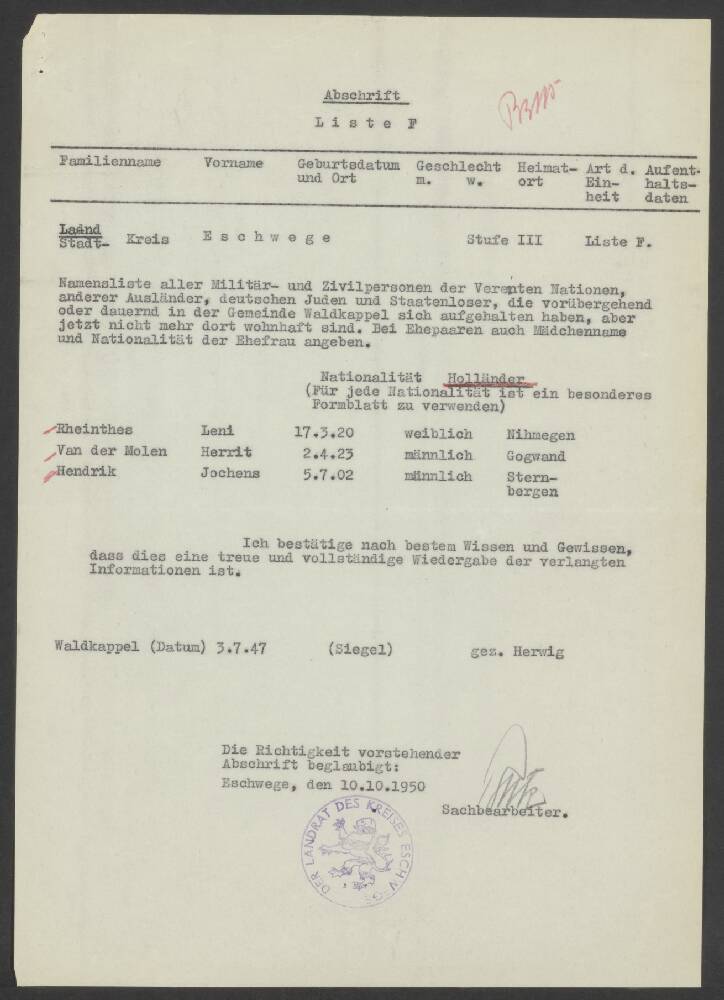 Abschrift
Liste F
Familienname Vorname Geburtsdatum und Ort Geschlecht m. w. Heimat- ort Art d. Ein- heit Aufent- halts- daten
Land
Stadt- Kreis Eschwege Stufe III Liste F.
Namensliste aller Militär- und Zivilpersonen der Vereinten Nationen,
anderer Ausländer, deutschen Juden und Staatenloser, die vorübergehend
oder dauernd in der Gemeinde Waldkappel sich aufgehalten haben, aber
jetzt nicht mehr dort wohnhaft sind. Bei Ehepaaren auch Mädchenname
und Nationalität der Ehefrau angeben.
Nationalität Holländer
(Für jede Nationalität ist ein besonderes
Formblatt zu verwenden)
Rheinthes Leni 17.3.20 weiblich Nihmegen
Van der Molen Herrit 2.4.23 männlich Gogwand
Hendrik Jochens 5.7.02 männlich Stern-
bergen
Ich bestätige nach bestem Wissen und Gewissen,
dass dies eine treue und vollständige Wiedergabe der verlangten
Informationen ist.
Waldkappel (Datum) 3.7.47 (Siegel) gez. Herwig
Die Richtigkeit vorstehender
Abschrift beglaubigt:
Eschwege, den 10.10.1950
Sachbearbeiter.
DER LANDRAT DES KREISES ESCHWEGE